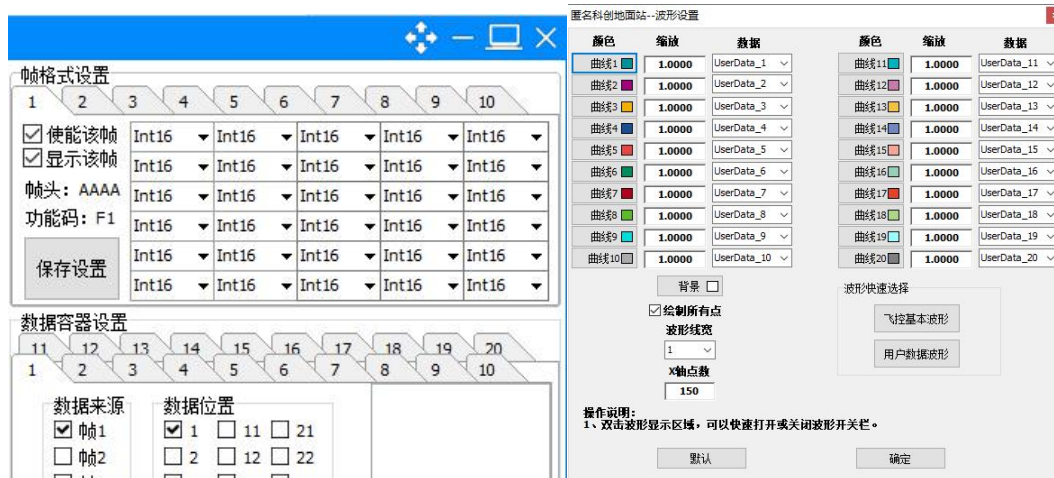 帧格式设置
1 2 3 4 5 6 7 8 9 10
使能该帧 Int16 Int16 Int16 Int16 Int16
显示该帧 Int16 Int16 Int16 Int16 Int16
帧头：AAAA Int16 Int16 Int16 Int16 Int16
功能码：F1 Int16 Int16 Int16 Int16 Int16
保存设置 Int16 Int16 Int16 Int16 Int16
Int16 Int16 Int16 Int16 Int16
数据容器设置
11 12 13 14 15 16 17 18 19 20
1 2 3 4 5 6 7 8 9 10
数据来源 数据位置
帧1 1 11 21
帧2 2 12 22
匿名科创地面站--波形设置
颜色 缩放 数据 颜色 缩放 数据
曲线1 1.0000 UserData_1 曲线11 1.0000 UserData_11
曲线2 1.0000 UserData_2 曲线12 1.0000 UserData_12
曲线3 1.0000 UserData_3 曲线13 1.0000 UserData_13
曲线4 1.0000 UserData_4 曲线14 1.0000 UserData_14
曲线5 1.0000 UserData_5 曲线15 1.0000 UserData_15
曲线6 1.0000 UserData_6 曲线16 1.0000 UserData_16
曲线7 1.0000 UserData_7 曲线17 1.0000 UserData_17
曲线8 1.0000 UserData_8 曲线18 1.0000 UserData_18
曲线9 1.0000 UserData_9 曲线19 1.0000 UserData_19
曲线10 1.0000 UserData_10 曲线20 1.0000 UserData_20
背景
绘制所有点
波形线宽
1
X轴点数
150
波形快速选择
飞控基本波形
用户数据波形
操作说明：
1、双击波形显示区域，可以快速打开或关闭波形开关栏。
默认 确定